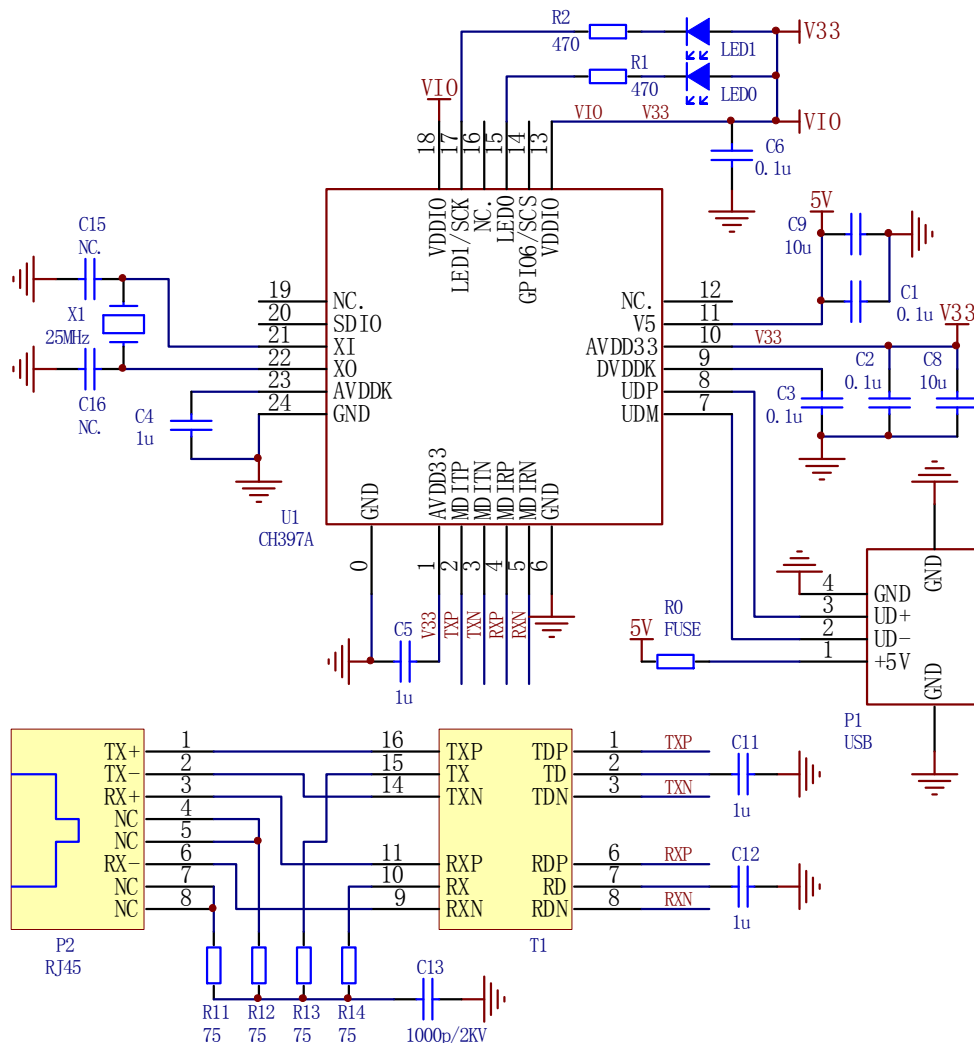 R2
470
LED1
V33
R1
470
LED0
VIO
VIO
V33
VIO
C6
0.1u
18
17
16
15
14
13
VDDIO
LED1/SCK
NC.
LED0
GPIO6/SCS
VDDIO
C15
NC.
X1
25MHz
C16
NC.
C4
1u
19
20
21
22
23
24
NC.
SDIO
XI
XO
AVDDK
GND
NC.
V5
AVDD33
DVDDK
UDP
UDM
12
11
10
9
8
7
5V
C9
10u
C1
0.1u
V33
V33
C2
0.1u
C8
10u
C3
0.1u
GND
AVDD33
MDITP
MDITN
MDIRP
MDIRN
GND
U1
CH397A
0
1
2
3
4
5
6
V33
TXP
TXN
RXP
RXN
C5
1u
5V
R0
FUSE
4
3
2
1
GND
GND
UD+
UD-
+5V
GND
P1
USB
TX+
TX-
RX+
NC
NC
RX-
NC
NC
1
2
3
4
5
6
7
8
P2
RJ45
16
15
14
11
10
9
TXP
TX
TXN
RXP
RX
RXN
TDP
TD
TDN
RDP
RD
RDN
1
2
3
6
7
8
T1
TXP
TXN
RXP
RXN
C11
1u
C12
1u
R11
75
R12
75
R13
75
R14
75
C13
1000p/2KV